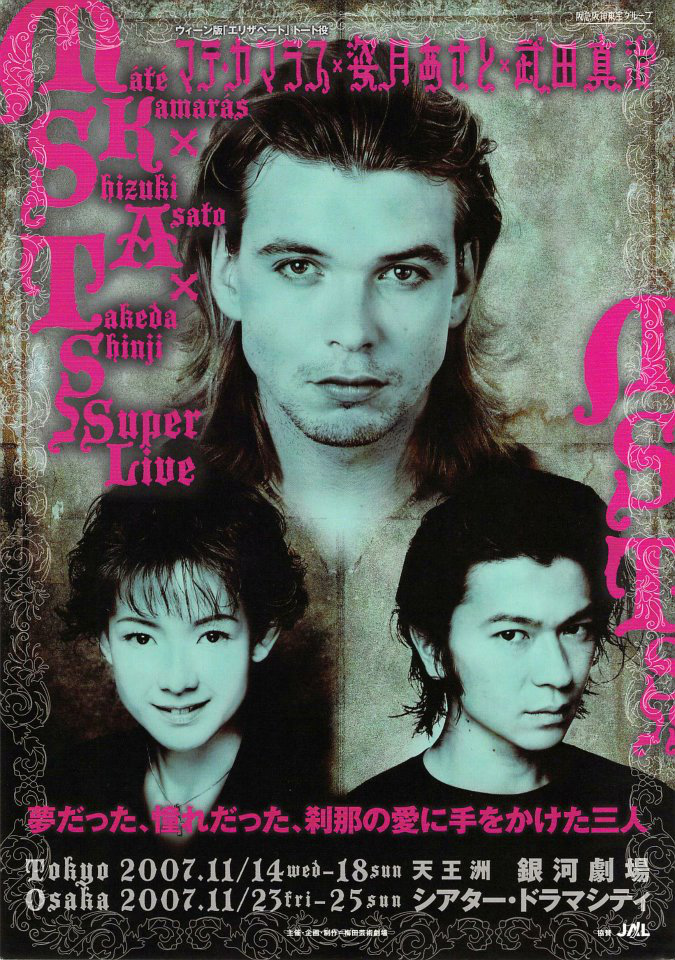 阪急阪神東宝グループ
ウィーン版「エリザベート」トート役
マテ・カマラス×姿月あさと×武田真治
Máté
Kamarás
×
Shizuki
Asato
×
Takeda
Shinji
Super
Live
MST
夢だった、憧れだった、刹那の愛に手をかけた三人
Tokyo 2007.11/14wed-18sun 天王洲 銀河劇場
Osaka 2007.11/23fri-25sun シアター・ドラマシティ
主催・企画・制作=梅田芸術劇場
協賛 JAL